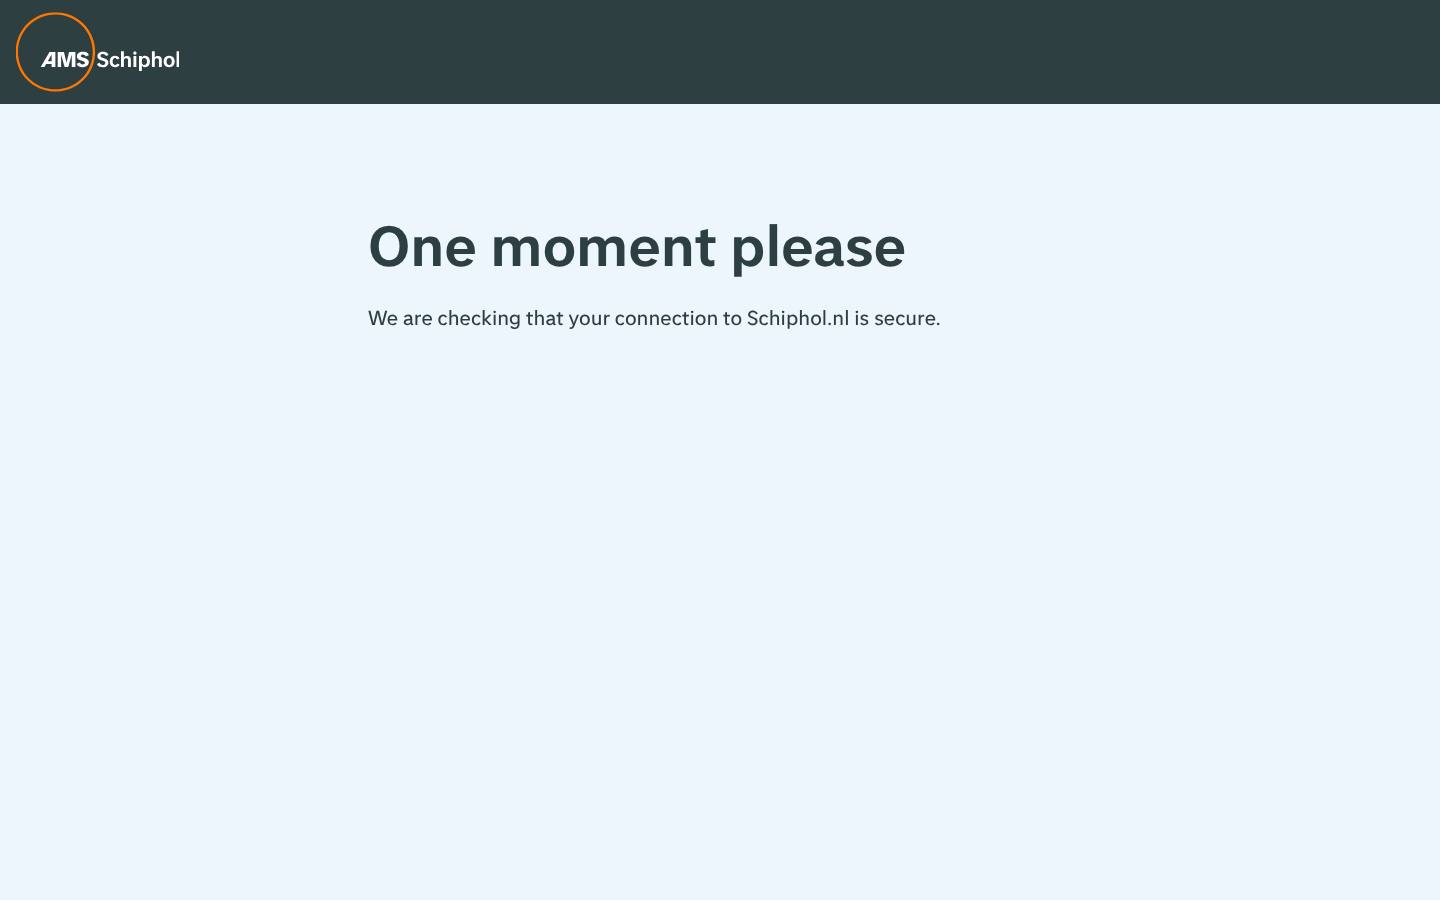 AMS Schiphol
One moment please
We are checking that your connection to Schiphol.nl is secure.